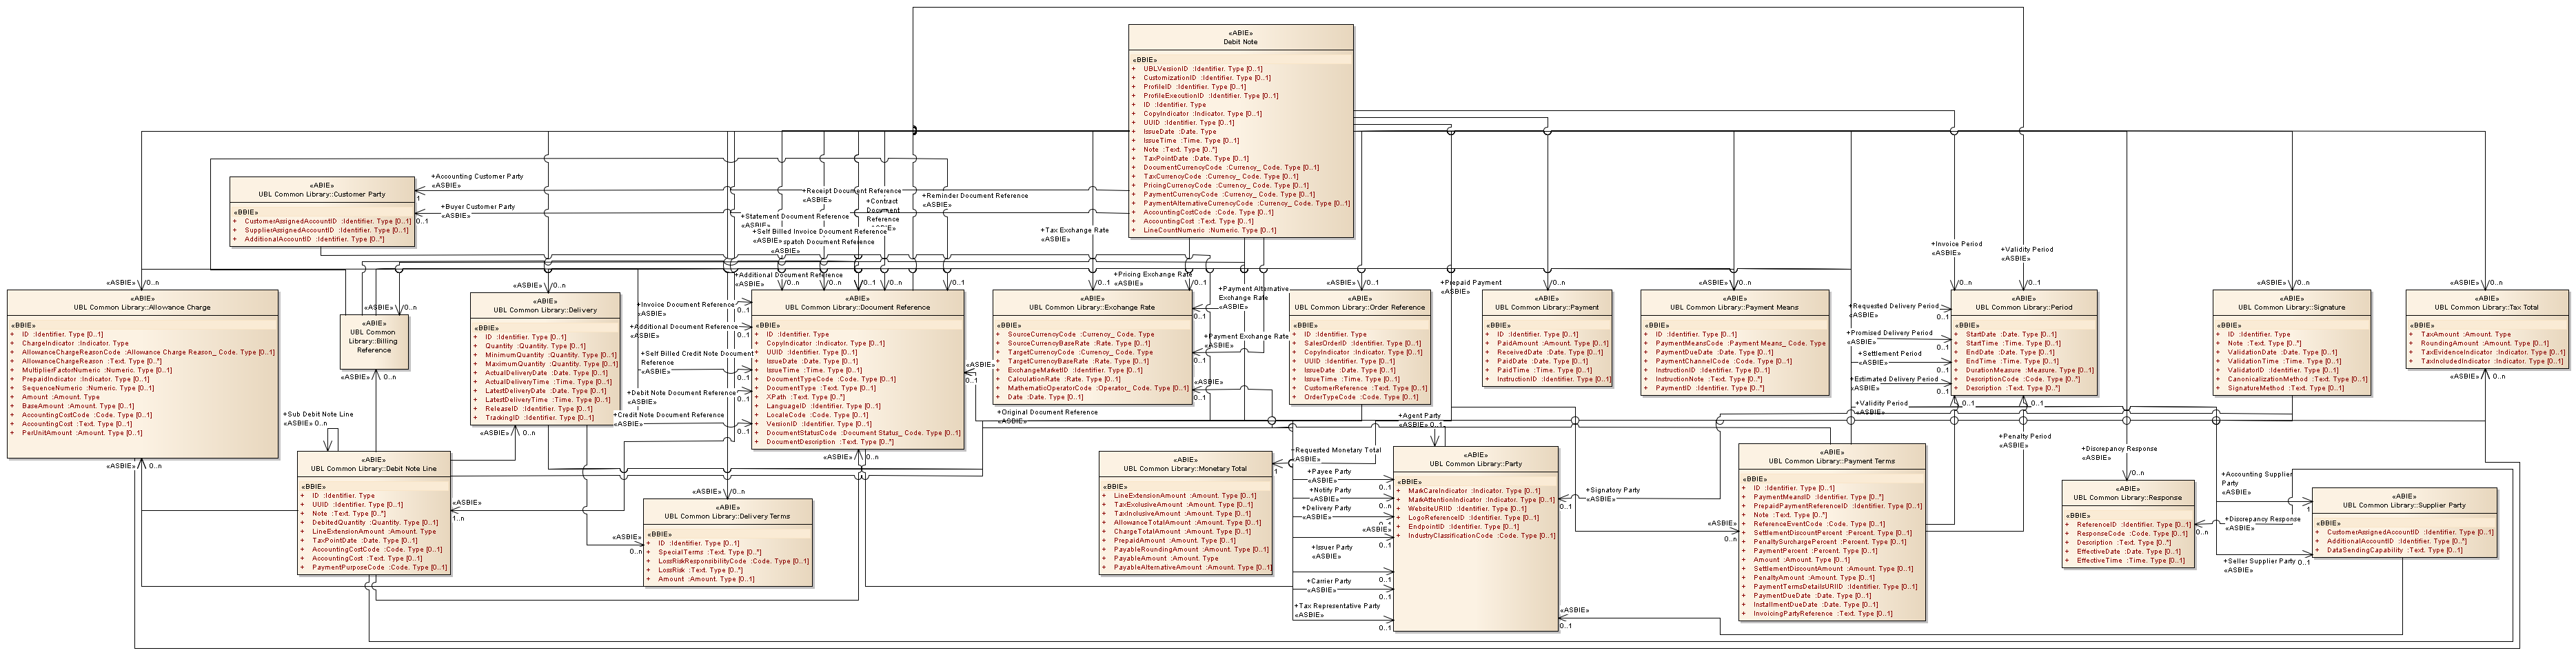 «ABIE»
Debit Note
«BBIE»
+ UBLVersionID :Identifier. Type [0..1]
+ CustomizationID :Identifier. Type [0..1]
+ ProfileID :Identifier. Type [0..1]
+ ProfileExecutionID :Identifier. Type [0..1]
+ ID :Identifier. Type
+ CopyIndicator :Indicator. Type [0..1]
+ UUID :Identifier. Type [0..1]
+ IssueDate :Date. Type
+ IssueTime :Time. Type [0..1]
+ Note :Text. Type [0..*]
+ TaxPointDate :Date. Type [0..1]
+ DocumentCurrencyCode :Currency_ Code. Type [0..1]
+ TaxCurrencyCode :Currency_ Code. Type [0..1]
+ PricingCurrencyCode :Currency_ Code. Type [0..1]
+ PaymentCurrencyCode :Currency_ Code. Type [0..1]
+ PaymentAlternativeCurrencyCode :Currency_ Code. Type [0..1]
+ AccountingCostCode :Code. Type [0..1]
+ AccountingCost :Text. Type [0..1]
+ LineCountNumeric :Numeric. Type [0..1]
«ABIE»
UBL Common Library::Customer Party
«BBIE»
+ CustomerAssignedAccountID :Identifier. Type [0..1]
+ SupplierAssignedAccountID :Identifier. Type [0..1]
+ AdditionalAccountID :Identifier. Type [0..*]
+Accounting Customer Party
«ASBIE»
1
+Buyer Customer Party
«ASBIE»
0..1
+Receipt Document Reference
+Reminder Document Reference
«ASBIE»
+Contract
Document
Reference
+Statement Document Reference
«ASBIE»
+Self Billed Invoice Document Reference
«ASBIE»
spatch Document Reference
+Tax Exchange Rate
«ASBIE»
+Invoice Period
«ASBIE»
+Validity Period
«ASBIE»
«ABIE»
UBL Common Library::Allowance Charge
«BBIE»
+ ID :Identifier. Type [0..1]
+ ChargeIndicator :Indicator. Type
+ AllowanceChargeReasonCode :Allowance Charge Reason_ Code. Type [0..1]
+ AllowanceChargeReason :Text. Type [0..*]
+ MultiplierFactorNumeric :Numeric. Type [0..1]
+ PrepaidIndicator :Indicator. Type [0..1]
+ SequenceNumeric :Numeric. Type [0..1]
+ Amount :Amount. Type
+ BaseAmount :Amount. Type [0..1]
+ AccountingCostCode :Code. Type [0..1]
+ AccountingCost :Text. Type [0..1]
+ PerUnitAmount :Amount. Type [0..1]
«ABIE»
UBL Common
Library::Billing
Reference
«ABIE»
UBL Common Library::Delivery
«BBIE»
+ ID :Identifier. Type [0..1]
+ Quantity :Quantity. Type [0..1]
+ MinimumQuantity :Quantity. Type [0..1]
+ MaximumQuantity :Quantity. Type [0..1]
+ ActualDeliveryDate :Date. Type [0..1]
+ ActualDeliveryTime :Time. Type [0..1]
+ LatestDeliveryDate :Date. Type [0..1]
+ LatestDeliveryTime :Time. Type [0..1]
+ ReleaseID :Identifier. Type [0..1]
+ TrackingID :Identifier. Type [0..1]
+Additional Document Reference
«ASBIE»
+Invoice Document Reference
«ASBIE»
0..1
+Additional Document Reference
«ASBIE»
0..1
+Self Billed Credit Note Document
Reference
«ASBIE»
0..1
+Debit Note Document Reference
«ASBIE»
0..1
+Credit Note Document Reference
«ASBIE»
0..1
«ABIE»
UBL Common Library::Document Reference
«BBIE»
+ ID :Identifier. Type
+ CopyIndicator :Indicator. Type [0..1]
+ UUID :Identifier. Type [0..1]
+ IssueDate :Date. Type [0..1]
+ IssueTime :Time. Type [0..1]
+ DocumentTypeCode :Code. Type [0..1]
+ DocumentType :Text. Type [0..1]
+ XPath :Text. Type [0..*]
+ LanguageID :Identifier. Type [0..1]
+ LocaleCode :Code. Type [0..1]
+ VersionID :Identifier. Type [0..1]
+ DocumentStatusCode :Document Status_ Code. Type [0..1]
+ DocumentDescription :Text. Type [0..*]
«ABIE»
UBL Common Library::Exchange Rate
«BBIE»
+ SourceCurrencyCode :Currency_ Code. Type
+ SourceCurrencyBaseRate :Rate. Type [0..1]
+ TargetCurrencyCode :Currency_ Code. Type
+ TargetCurrencyBaseRate :Rate. Type [0..1]
+ ExchangeMarketID :Identifier. Type [0..1]
+ CalculationRate :Rate. Type [0..1]
+ MathematicOperatorCode :Operator_ Code. Type [0..1]
+ Date :Date. Type [0..1]
+Pricing Exchange Rate
«ASBIE»
+Payment Alternative
Exchange Rate
«ASBIE»
0..1
+Payment Exchange Rate
0..1
+Original Document Reference
«ASBIE»
«ABIE»
UBL Common Library::Order Reference
«BBIE»
+ ID :Identifier. Type
+ SalesOrderID :Identifier. Type [0..1]
+ CopyIndicator :Indicator. Type [0..1]
+ UUID :Identifier. Type [0..1]
+ IssueDate :Date. Type [0..1]
+ IssueTime :Time. Type [0..1]
+ CustomerReference :Text. Type [0..1]
+ OrderTypeCode :Code. Type [0..1]
+Prepaid Payment
«ASBIE»
«ABIE»
UBL Common Library::Payment
«BBIE»
+ ID :Identifier. Type [0..1]
+ PaidAmount :Amount. Type [0..1]
+ ReceivedDate :Date. Type [0..1]
+ PaidDate :Date. Type [0..1]
+ PaidTime :Time. Type [0..1]
+ InstructionID :Identifier. Type [0..1]
«ABIE»
UBL Common Library::Payment Means
«BBIE»
+ ID :Identifier. Type [0..1]
+ PaymentMeansCode :Payment Means_ Code. Type
+ PaymentDueDate :Date. Type [0..1]
+ PaymentChannelCode :Code. Type [0..1]
+ InstructionID :Identifier. Type [0..1]
+ InstructionNote :Text. Type [0..*]
+ PaymentID :Identifier. Type [0..*]
+Requested Delivery Period
«ASBIE»
0..1
+Promised Delivery Period
«ASBIE»
0..1
+Settlement Period
«ASBIE»
0..1
+Estimated Delivery Period
«ASBIE»
0..1
+Validity Period
«ASBIE»
+Penalty Period
«ASBIE»
«ABIE»
UBL Common Library::Period
«BBIE»
+ StartDate :Date. Type [0..1]
+ StartTime :Time. Type [0..1]
+ EndDate :Date. Type [0..1]
+ EndTime :Time. Type [0..1]
+ DurationMeasure :Measure. Type [0..1]
+ DescriptionCode :Code. Type [0..*]
+ Description :Text. Type [0..*]
«ABIE»
UBL Common Library::Signature
«BBIE»
+ ID :Identifier. Type
+ Note :Text. Type [0..*]
+ ValidationDate :Date. Type [0..1]
+ ValidationTime :Time. Type [0..1]
+ ValidatorID :Identifier. Type [0..1]
+ CanonicalizationMethod :Text. Type [0..1]
+ SignatureMethod :Text. Type [0..1]
«ABIE»
UBL Common Library::Tax Total
«BBIE»
+ TaxAmount :Amount. Type
+ RoundingAmount :Amount. Type [0..1]
+ TaxEvidenceIndicator :Indicator. Type [0..1]
+ TaxIncludedIndicator :Indicator. Type [0..1]
+Sub Debit Note Line
«ASBIE» 0..n
«ABIE»
UBL Common Library::Debit Note Line
«BBIE»
+ ID :Identifier. Type
+ UUID :Identifier. Type [0..1]
+ Note :Text. Type [0..*]
+ DebitedQuantity :Quantity. Type [0..1]
+ LineExtensionAmount :Amount. Type
+ TaxPointDate :Date. Type [0..1]
+ AccountingCostCode :Code. Type [0..1]
+ AccountingCost :Text. Type [0..1]
+ PaymentPurposeCode :Code. Type [0..1]
«ASBIE»
1..n
«ABIE»
UBL Common Library::Delivery Terms
«BBIE»
+ ID :Identifier. Type [0..1]
+ SpecialTerms :Text. Type [0..*]
+ LossRiskResponsibilityCode :Code. Type [0..1]
+ LossRisk :Text. Type [0..*]
+ Amount :Amount. Type [0..1]
«ABIE»
UBL Common Library::Monetary Total
«BBIE»
+ LineExtensionAmount :Amount. Type [0..1]
+ TaxExclusiveAmount :Amount. Type [0..1]
+ TaxInclusiveAmount :Amount. Type [0..1]
+ AllowanceTotalAmount :Amount. Type [0..1]
+ ChargeTotalAmount :Amount. Type [0..1]
+ PrepaidAmount :Amount. Type [0..1]
+ PayableRoundingAmount :Amount. Type [0..1]
+ PayableAmount :Amount. Type
+ PayableAlternativeAmount :Amount. Type [0..1]
+Requested Monetary Total
«ASBIE»
1
+Agent Party
«ASBIE» 0..1
+Payee Party
«ASBIE» 0..1
+Notify Party
«ASBIE» 0..n
+Delivery Party
«ASBIE»
«ASBIE»
0..1
+Issuer Party
«ASBIE»
0..1
+Carrier Party
«ASBIE»
0..1
+Tax Representative Party
«ASBIE»
0..1
«ABIE»
UBL Common Library::Party
«BBIE»
+ MarkCareIndicator :Indicator. Type [0..1]
+ MarkAttentionIndicator :Indicator. Type [0..1]
+ WebsiteURIID :Identifier. Type [0..1]
+ LogoReferenceID :Identifier. Type [0..1]
+ EndpointID :Identifier. Type [0..1]
+ IndustryClassificationCode :Code. Type [0..1]
+Signatory Party
«ASBIE»
0..1
«ASBIE»
0..1
«ABIE»
UBL Common Library::Payment Terms
«BBIE»
+ ID :Identifier. Type [0..1]
+ PaymentMeansID :Identifier. Type [0..*]
+ PrepaidPaymentReferenceID :Identifier. Type [0..1]
+ Note :Text. Type [0..*]
+ ReferenceEventCode :Code. Type [0..1]
+ SettlementDiscountPercent :Percent. Type [0..1]
+ PenaltySurchargePercent :Percent. Type [0..1]
+ PaymentPercent :Percent. Type [0..1]
+ Amount :Amount. Type [0..1]
+ SettlementDiscountAmount :Amount. Type [0..1]
+ PenaltyAmount :Amount. Type [0..1]
+ PaymentTermsDetailsURIID :Identifier. Type [0..1]
+ PaymentDueDate :Date. Type [0..1]
+ InstallmentDueDate :Date. Type [0..1]
+ InvoicingPartyReference :Text. Type [0..1]
+Discrepancy Response
«ASBIE»
0..n
«ABIE»
UBL Common Library::Response
«BBIE»
+ ReferenceID :Identifier. Type [0..1]
+ ResponseCode :Code. Type [0..1]
+ Description :Text. Type [0..*]
+ EffectiveDate :Date. Type [0..1]
+ EffectiveTime :Time. Type [0..1]
+Discrepancy Response
«ASBIE»
0..n
+Accounting Supplier
Party
«ASBIE»
1
+Seller Supplier Party
«ASBIE»
0..1
«ABIE»
UBL Common Library::Supplier Party
«BBIE»
+ CustomerAssignedAccountID :Identifier. Type [0..1]
+ AdditionalAccountID :Identifier. Type [0..*]
+ DataSendingCapability :Text. Type [0..1]